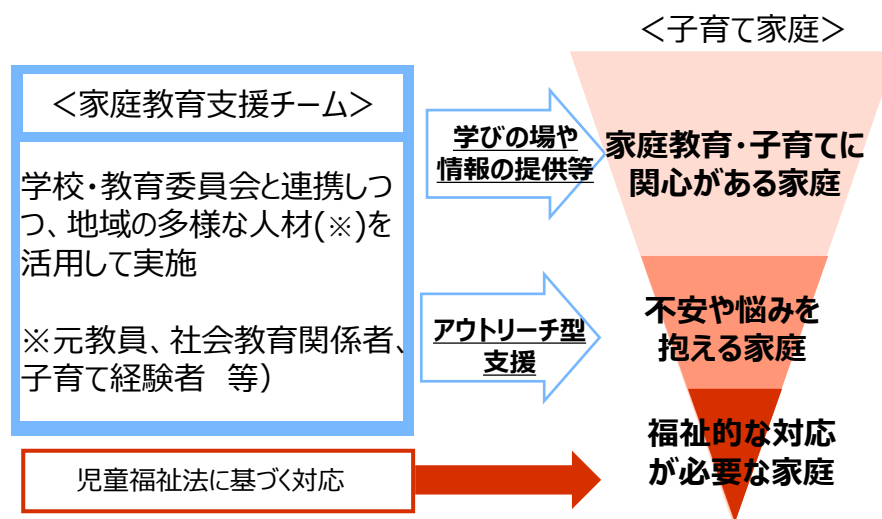 ＜子育て家庭＞
＜家庭教育支援チーム＞
学校・教育委員会と連携しつ
つ、地域の多様な人材(※)を
活用して実施
※元教員、社会教育関係者、
子育て経験者　等）
学びの場や
情報の提供等
家庭教育・子育てに
関心がある家庭
アウトリーチ型
支援
不安や悩みを
抱える家庭
児童福祉法に基づく対応
福祉的な対応
が必要な家庭